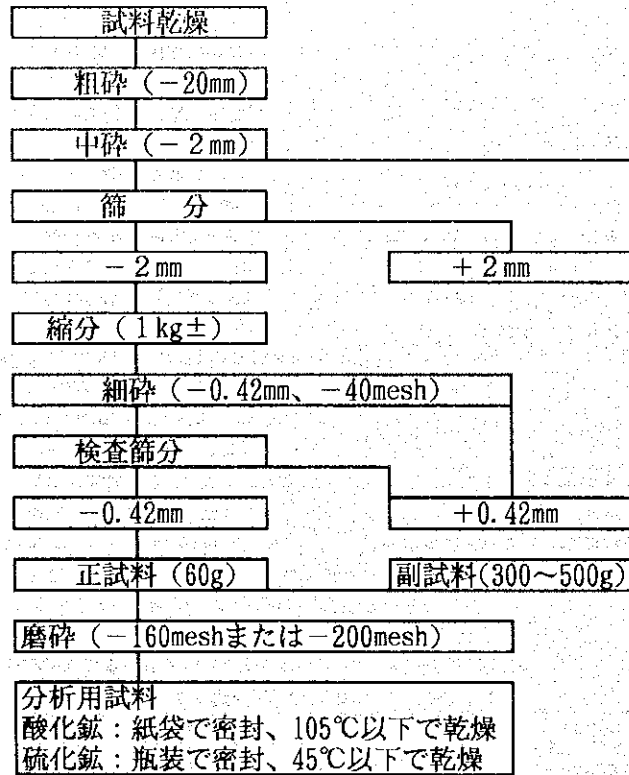 試料乾燥
粗砕(-20mm)
中砕(-2mm)
篩 分
-2mm +2mm
縮分(1kg±)
細砕(-0.42mm、-40mesh)
検査篩分
-0.42mm +0.42mm
正試料(60g) 副試料(300~500g)
磨砕(-160meshまたは-200mesh)
分析用試料
酸化鉱:紙袋で密封、105℃以下で乾燥
硫化鉱:瓶装で密封、45℃以下で乾燥